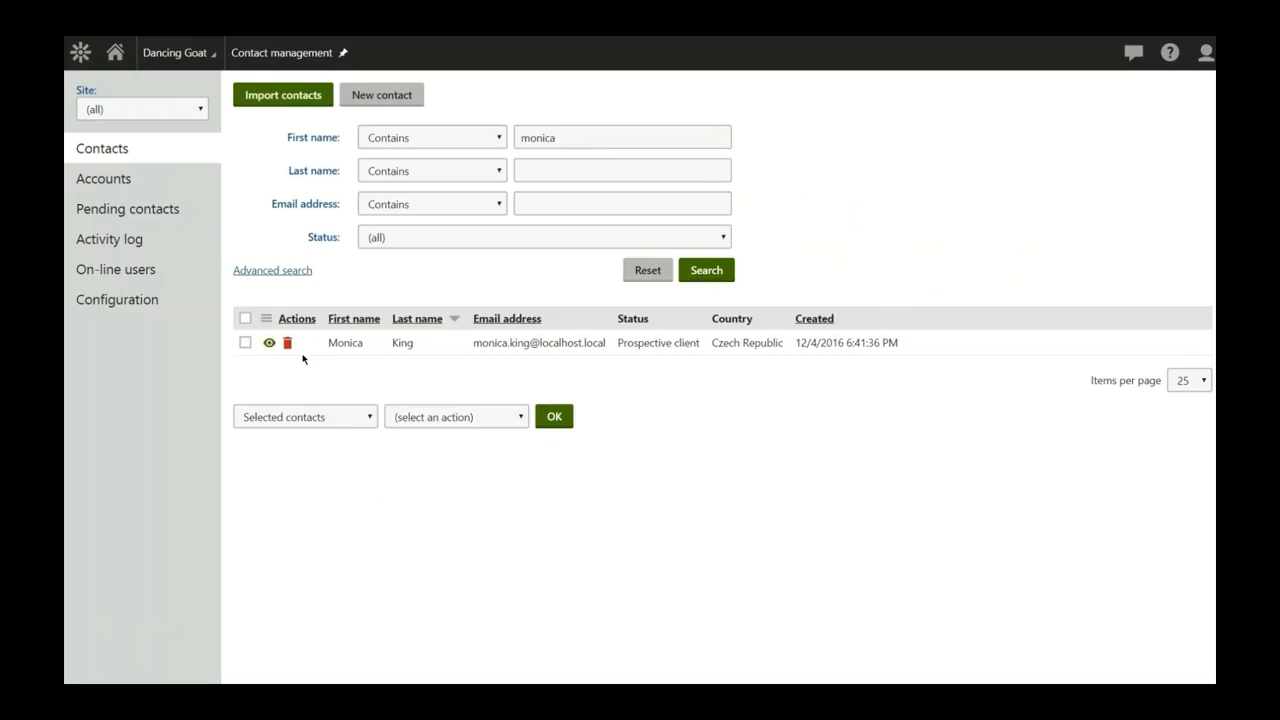 Dancing Goat Contact management
Site:
(all)
Contacts
Accounts
Pending contacts
Activity log
On-line users
Configuration
Import contacts New contact
First name: Contains monica
Last name: Contains
Email address: Contains
Status: (all)
Advanced search Reset Search
Actions First name Last name Email address Status Country Created
Monica King monica.king@localhost.local Prospective client Czech Republic 12/4/2016 6:41:36 PM
Items per page 25
Selected contacts (select an action) OK